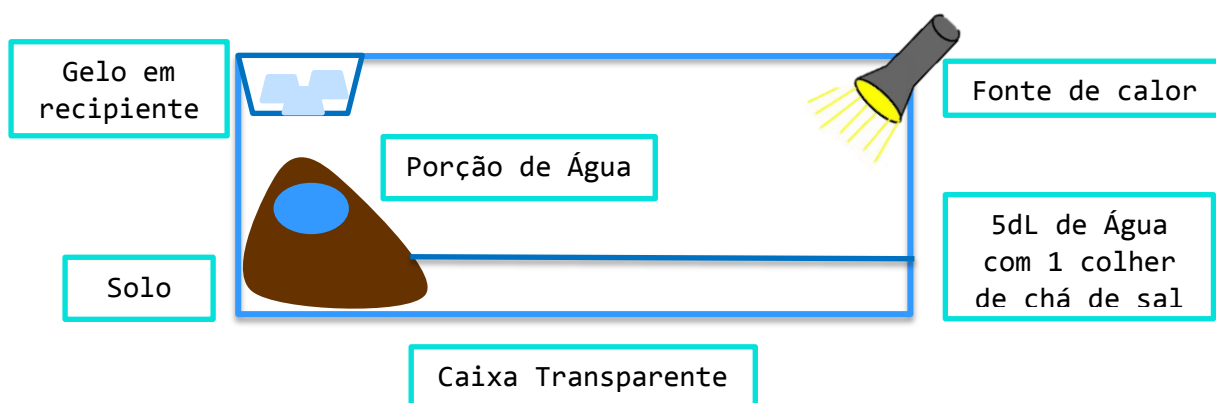 Gelo em
recipiente
Fonte de calor
Porção de Água
5dL de Água
com 1 colher
de chá de sal
Solo
Caixa Transparente